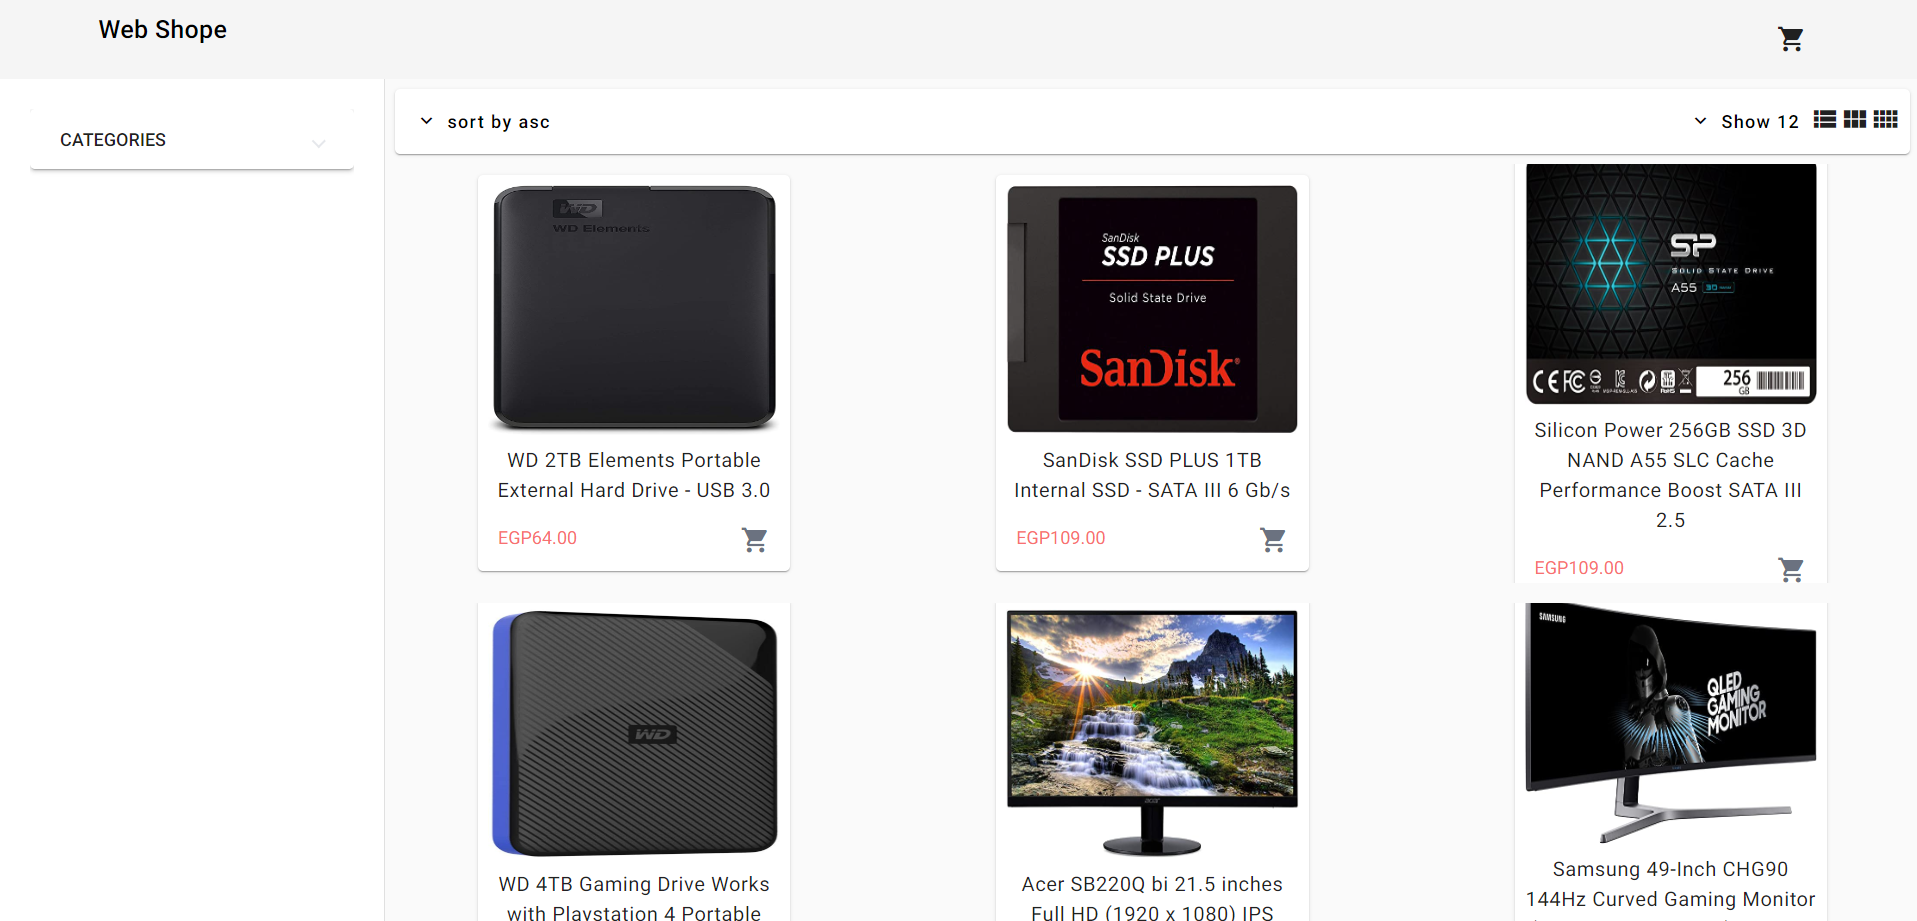 Web Shope
CATEGORIES
sort by asc
Show 12
WD
WD Elements
WD 2TB Elements Portable
External Hard Drive - USB 3.0
EGP64.00
SanDisk
SSD PLUS
Solid State Drive
SanDisk
SanDisk SSD PLUS 1TB
Internal SSD - SATA III 6 Gb/s
EGP109.00
SP
SOLID STATE DRIVE
A55
256
GB
Silicon Power 256GB SSD 3D
NAND A55 SLC Cache
Performance Boost SATA III
2.5
EGP109.00
WD
WD 4TB Gaming Drive Works
with Playstation 4 Portable
acer
Acer SB220Q bi 21.5 inches
Full HD (1920 x 1080) IPS
SAMSUNG
QLED
GAMING
MONITOR
Samsung 49-Inch CHG90
144Hz Curved Gaming Monitor